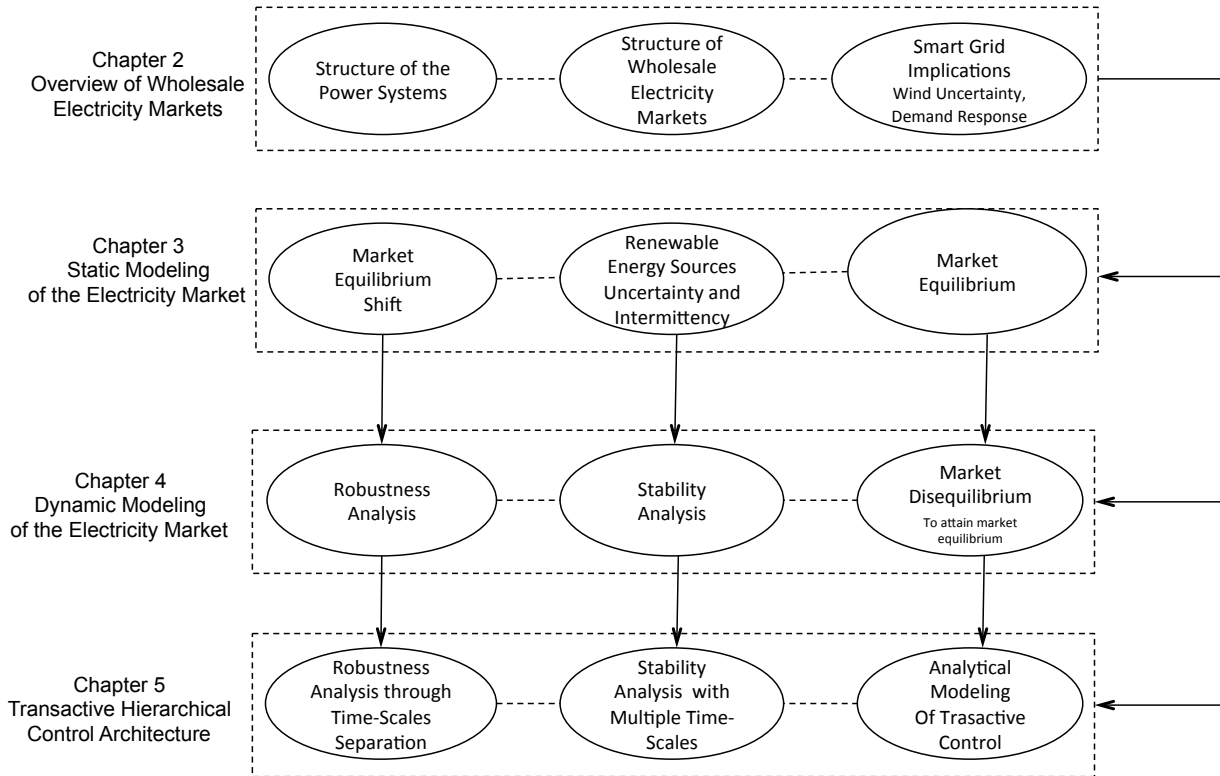 Chapter 2
Overview of Wholesale
Electricity Markets
Structure of the
Power Systems
Structure of
Wholesale
Electricity
Markets
Smart Grid
Implications
Wind Uncertainty,
Demand Response
Chapter 3
Static Modeling
of the Electricity Market
Market
Equilibrium
Shift
Renewable
Energy Sources
Uncertainty and
Intermittency
Market
Equilibrium
Chapter 4
Dynamic Modeling
of the Electricity Market
Robustness
Analysis
Stability
Analysis
Market
Disequilibrium
To attain market
equilibrium
Chapter 5
Transactive Hierarchical
Control Architecture
Robustness
Analysis through
Time-Scales
Separation
Stability
Analysis with
Multiple Time-
Scales
Analytical
Modeling
Of Trasactive
Control